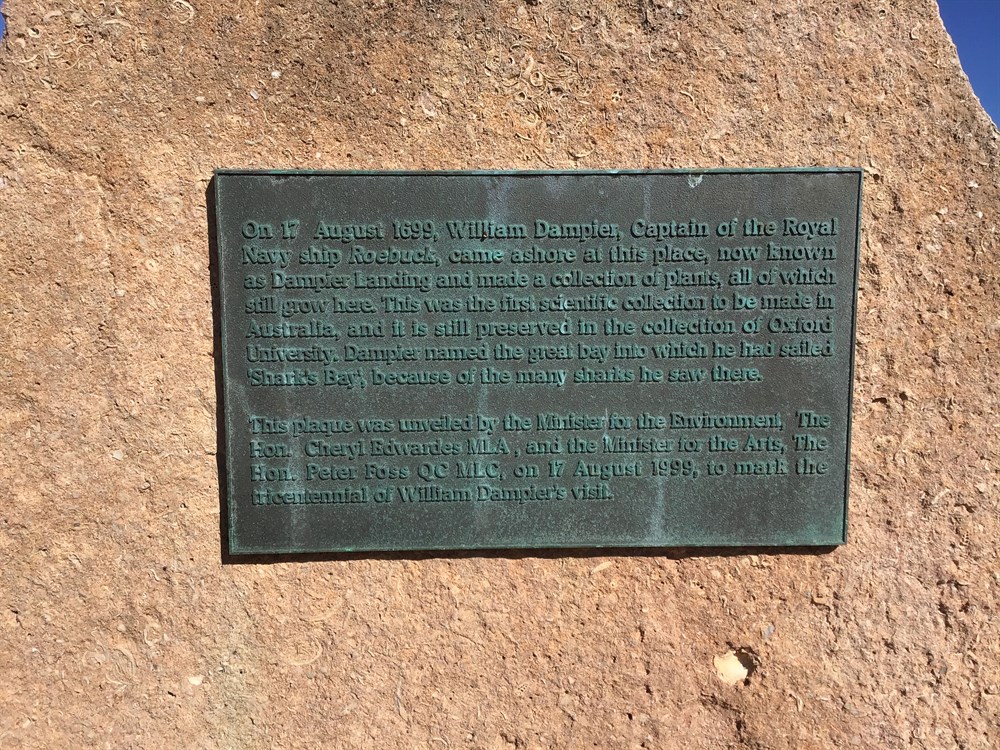 On 17 August 1699, William Dampier, Captain of the Royal
Navy ship Roebuck, came ashore at this place, now known
as Dampier Landing and made a collection of plants, all of which
still grow here. This was the first scientific collection to be made in
Australia, and it is still preserved in the collection of Oxford
University. Dampier named the great bay into which he had sailed
'Shark's Bay', because of the many sharks he saw there.
This plaque was unveiled by the Minister for the Environment, The
Hon. Cheryl Edwardes MLA , and the Minister for the Arts, The
Hon. Peter Foss QC MLC, on 17 August 1999, to mark the
tricentennial of William Dampier's visit.